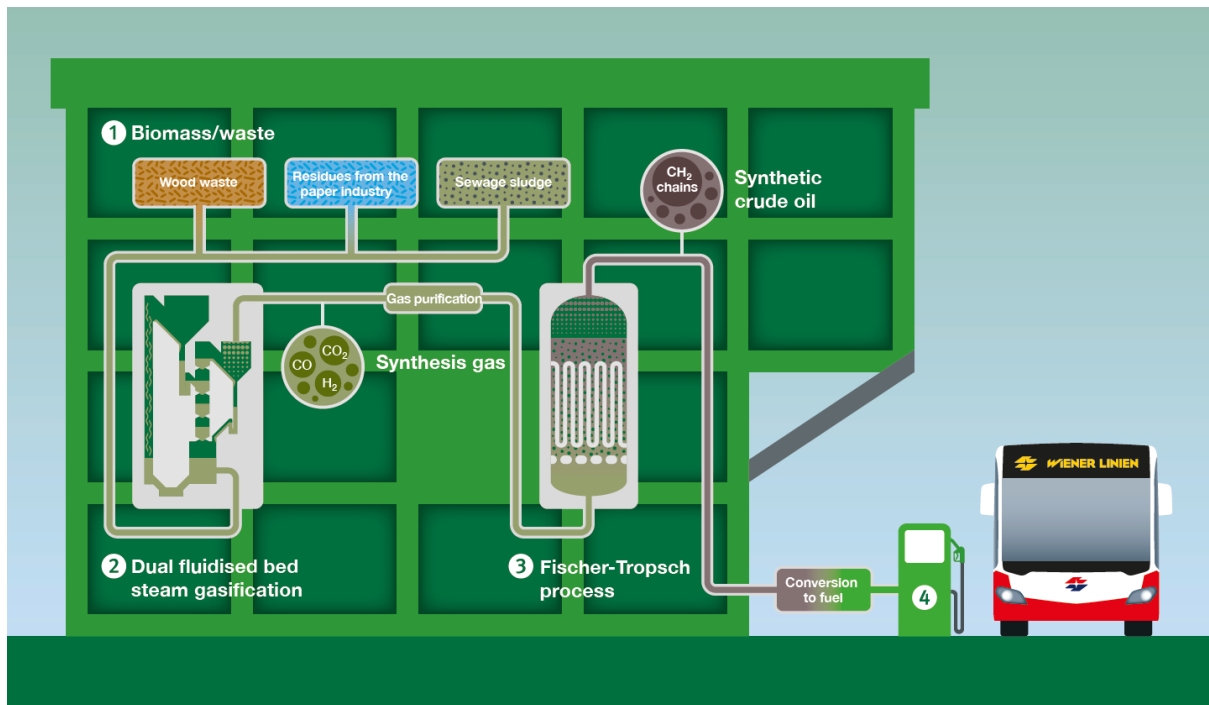 1 Biomass/waste
Wood waste
Residues from the
paper industry
Sewage sludge
CH₂
chains
Synthetic
crude oil
Gas purification
CO
CO₂
H₂
Synthesis gas
2 Dual fluidised bed
steam gasification
3 Fischer-Tropsch
process
Conversion
to fuel
4
WIENER LINIEN